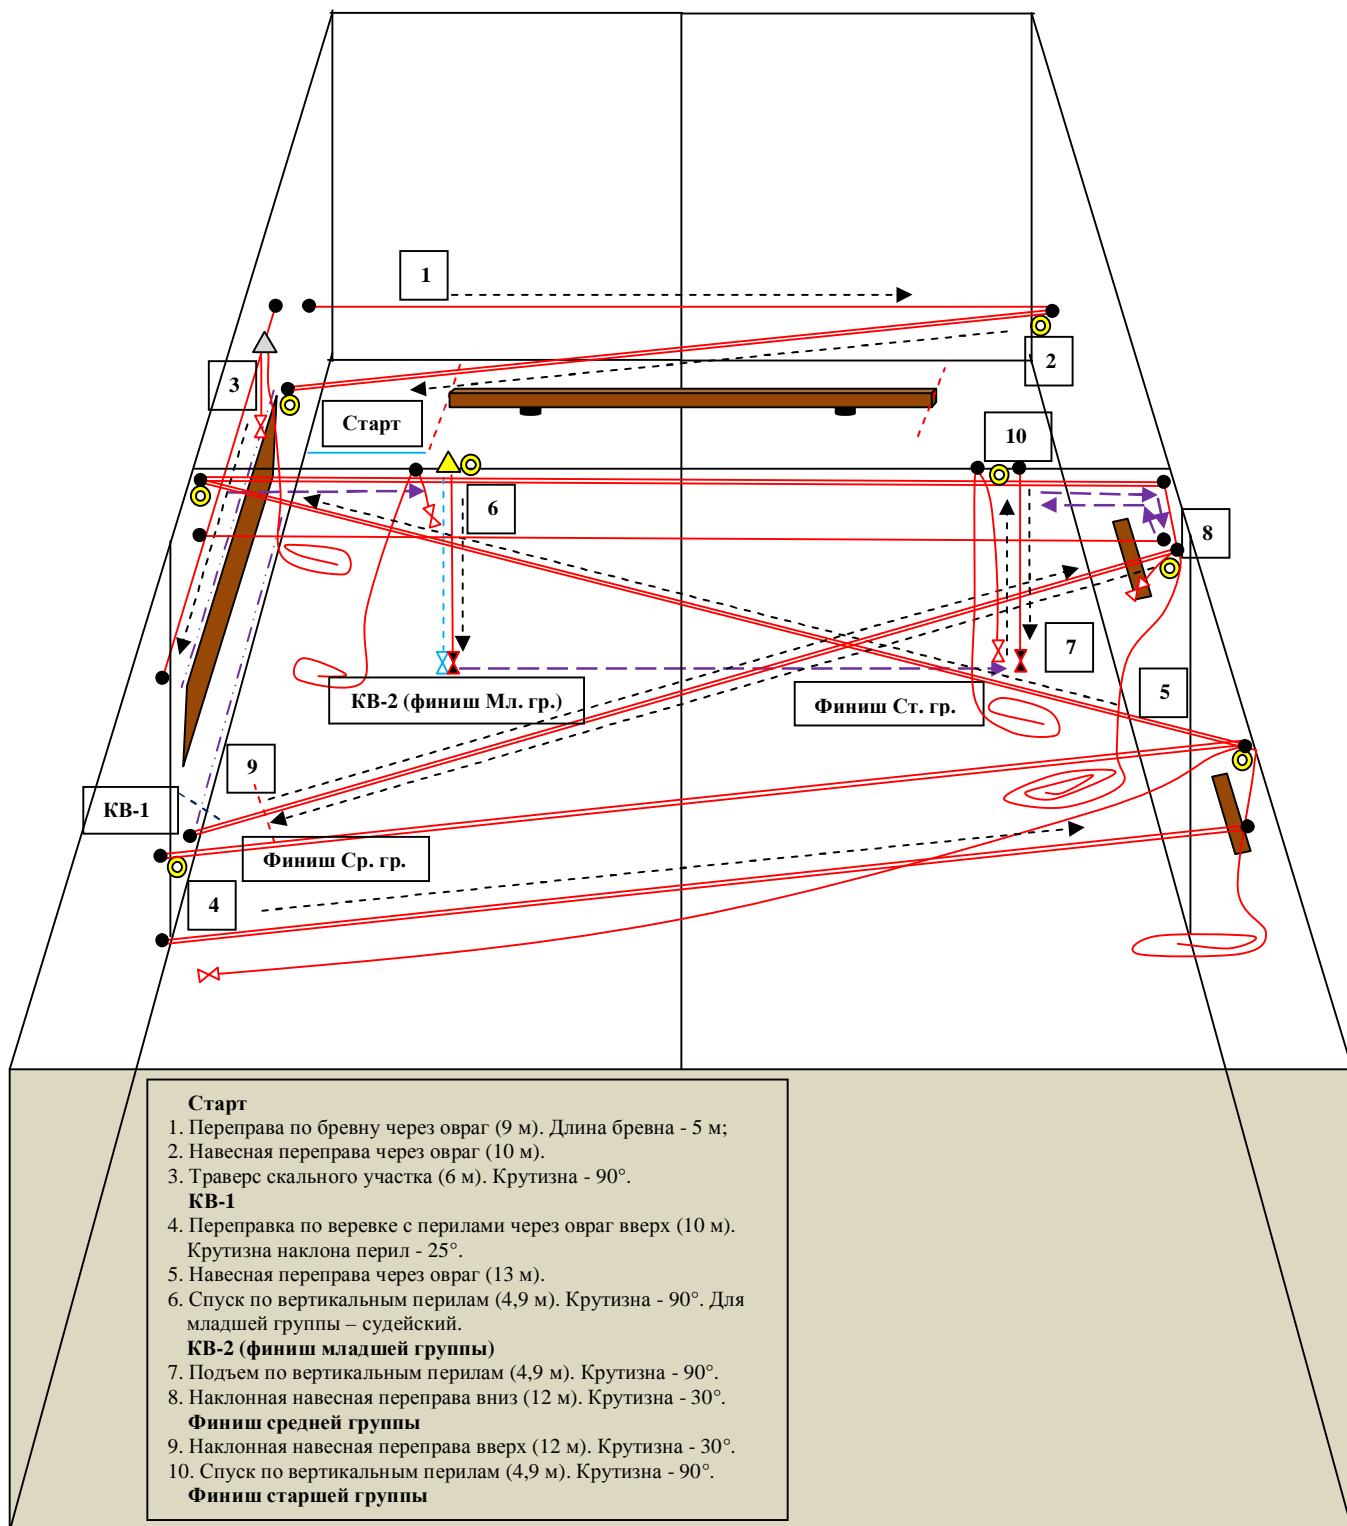 1
2
3
Старт
10
6
8
7
КВ-2 (финиш Мл. гр.)
Финиш Ст. гр.
5
9
КВ-1
Финиш Ср. гр.
4
Старт
1. Переправа по бревну через овраг (9 м). Длина бревна - 5 м;
2. Навесная переправа через овраг (10 м).
3. Траверс скального участка (6 м). Крутизна - 90°.
КВ-1
4. Переправка по веревке с перилами через овраг вверх (10 м).
Крутизна наклона перил - 25°.
5. Навесная переправа через овраг (13 м).
6. Спуск по вертикальным перилам (4,9 м). Крутизна - 90°. Для
младшей группы – судейский.
КВ-2 (финиш младшей группы)
7. Подъем по вертикальным перилам (4,9 м). Крутизна - 90°.
8. Наклонная навесная переправа вниз (12 м). Крутизна - 30°.
Финиш средней группы
9. Наклонная навесная переправа вверх (12 м). Крутизна - 30°.
10. Спуск по вертикальным перилам (4,9 м). Крутизна - 90°.
Финиш старшей группы